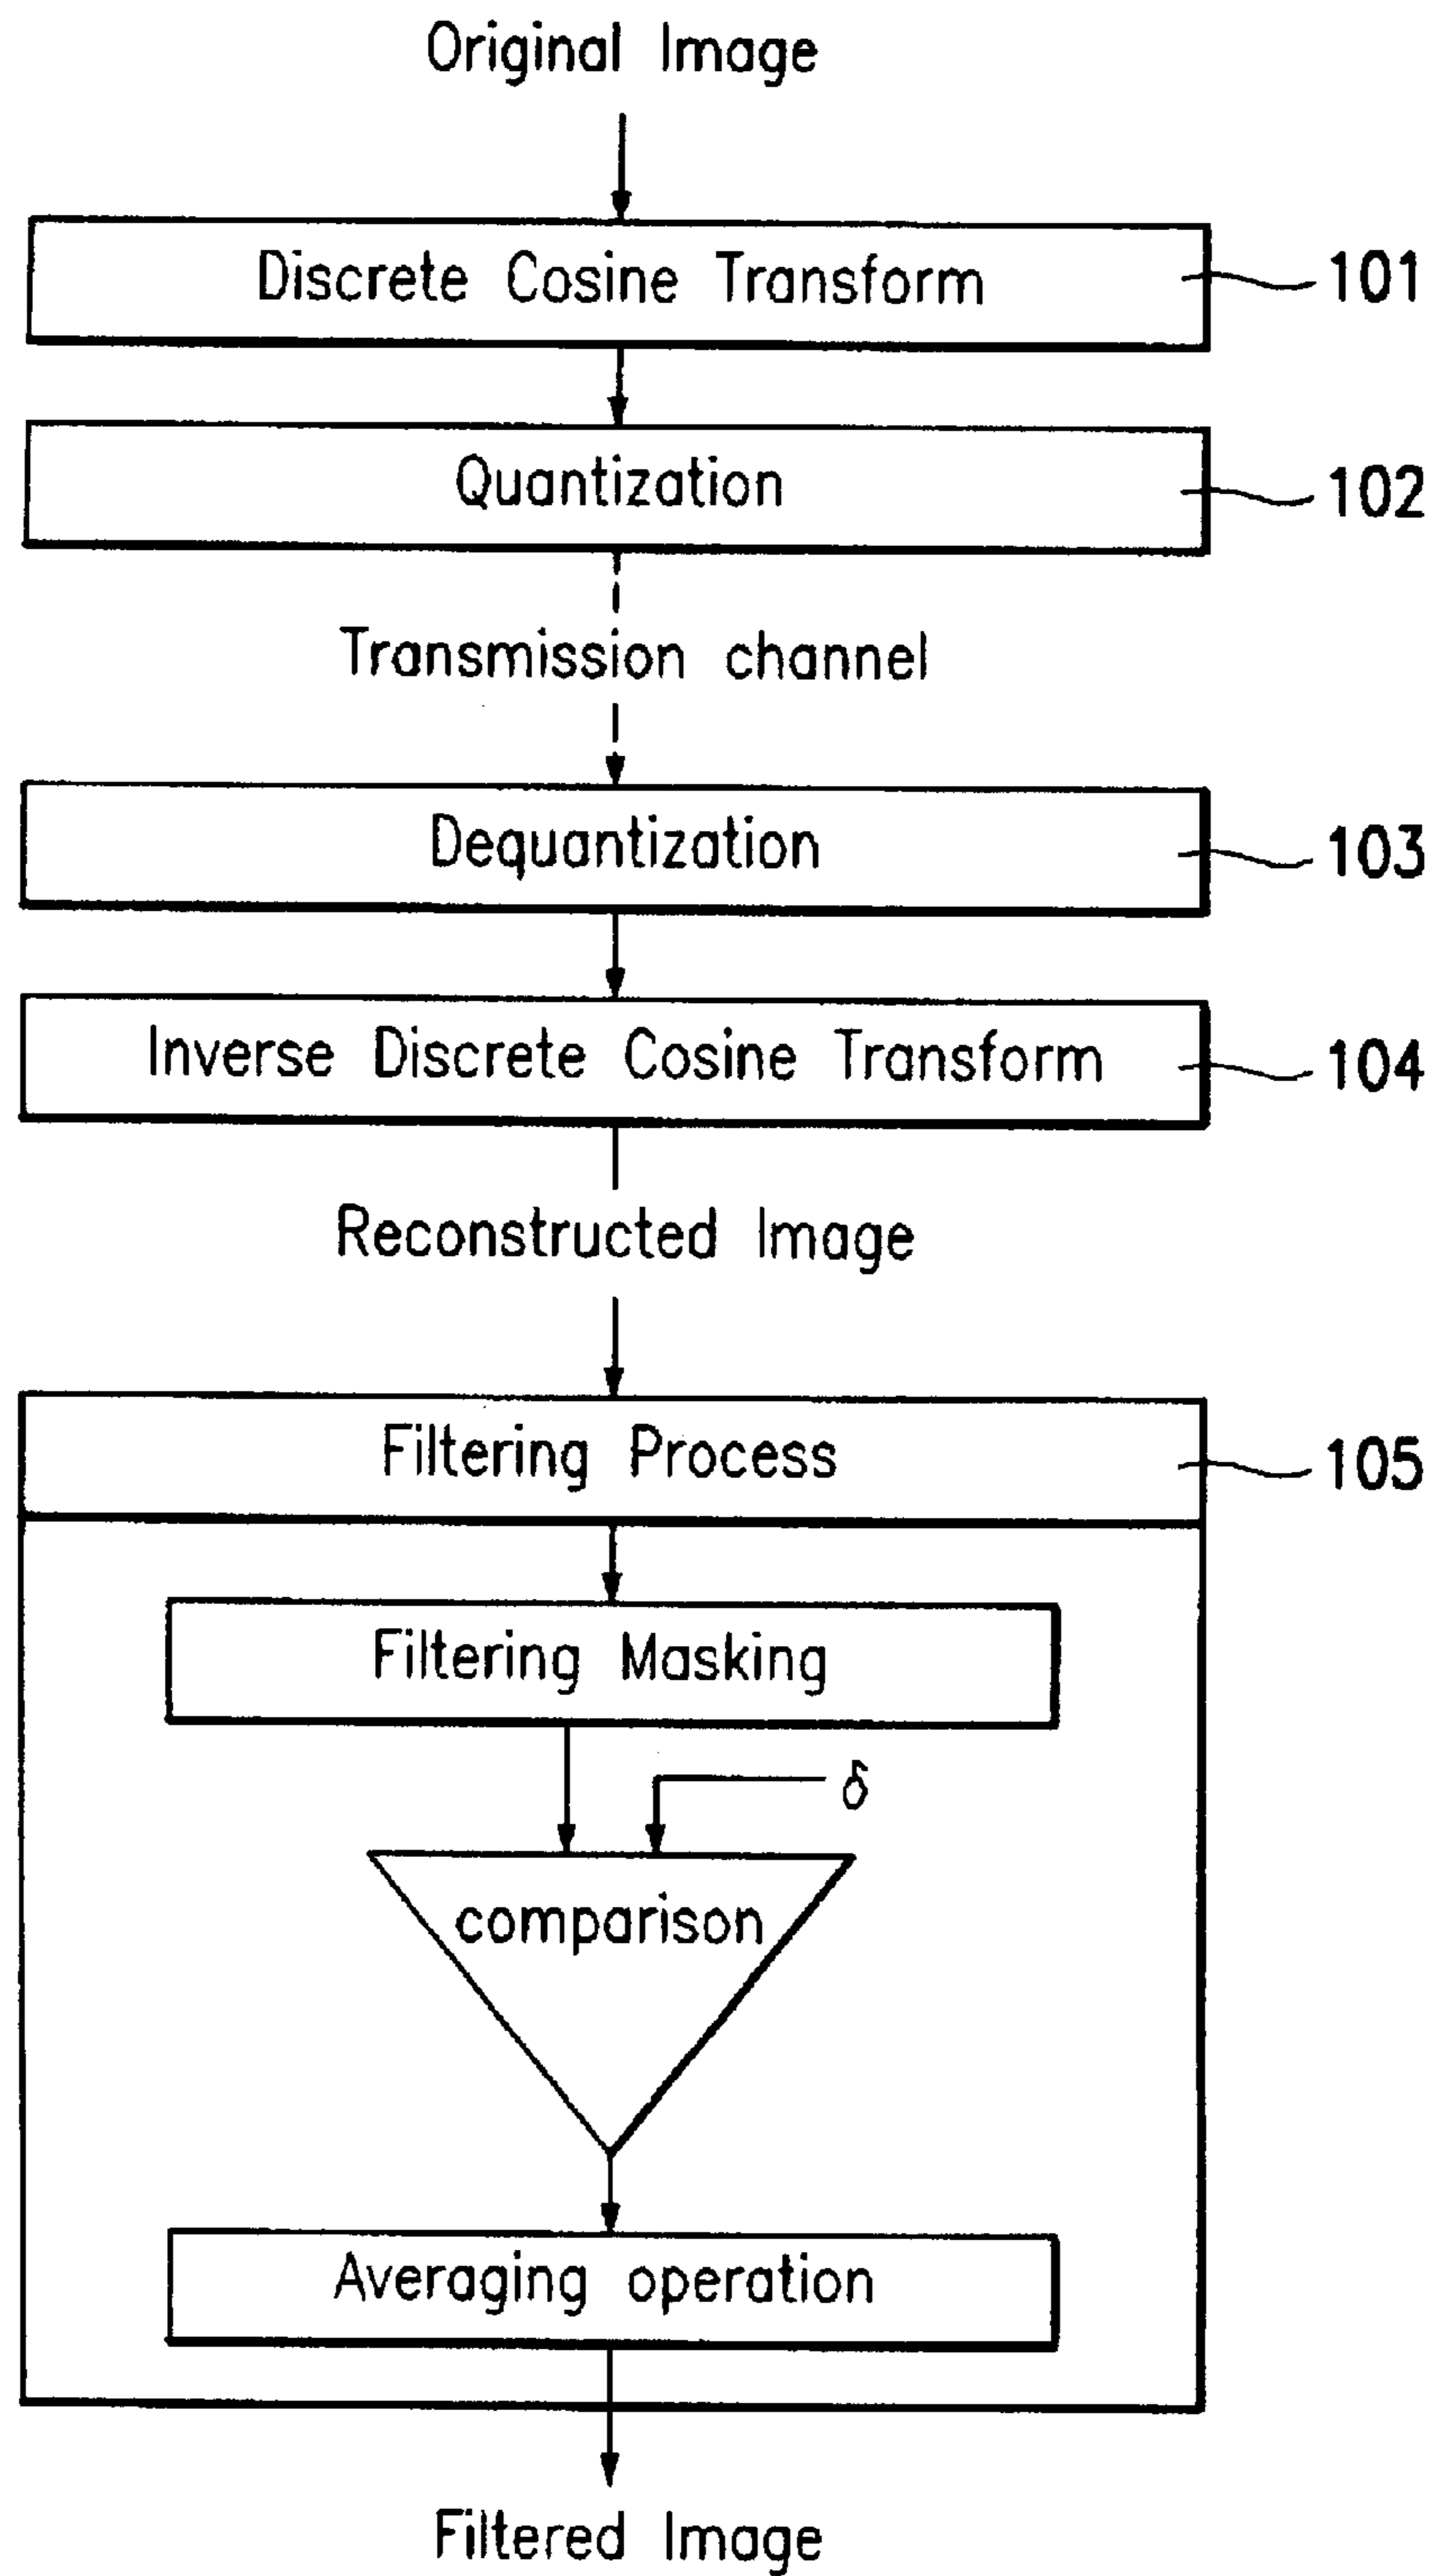 Original Image
Discrete Cosine Transform 101
Quantization 102
Transmission channel
Dequantization 103
Inverse Discrete Cosine Transform 104
Reconstructed Image
Filtering Process 105
Filtering Masking
δ
comparison
Averaging operation
Filtered Image